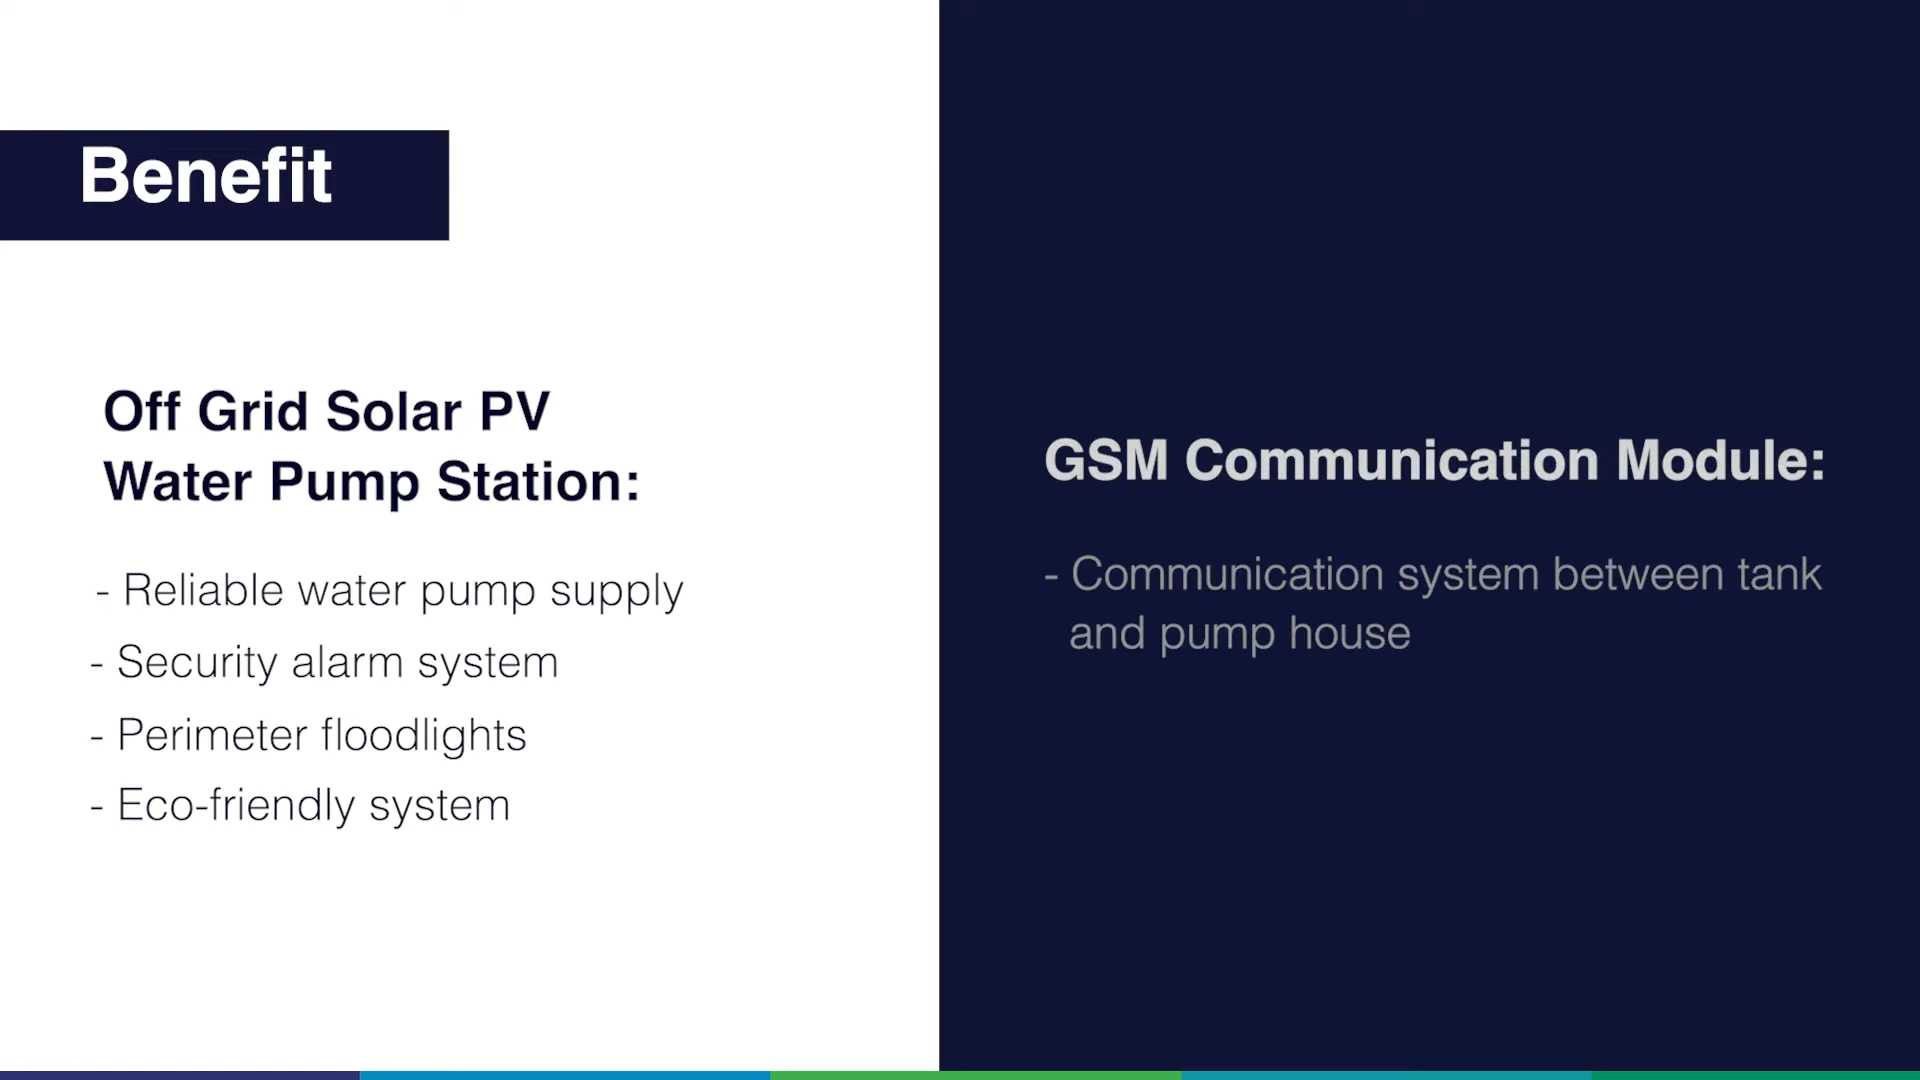 Benefit
Off Grid Solar PV
Water Pump Station:
- Reliable water pump supply
- Security alarm system
- Perimeter floodlights
- Eco-friendly system
GSM Communication Module:
- Communication system between tank
and pump house